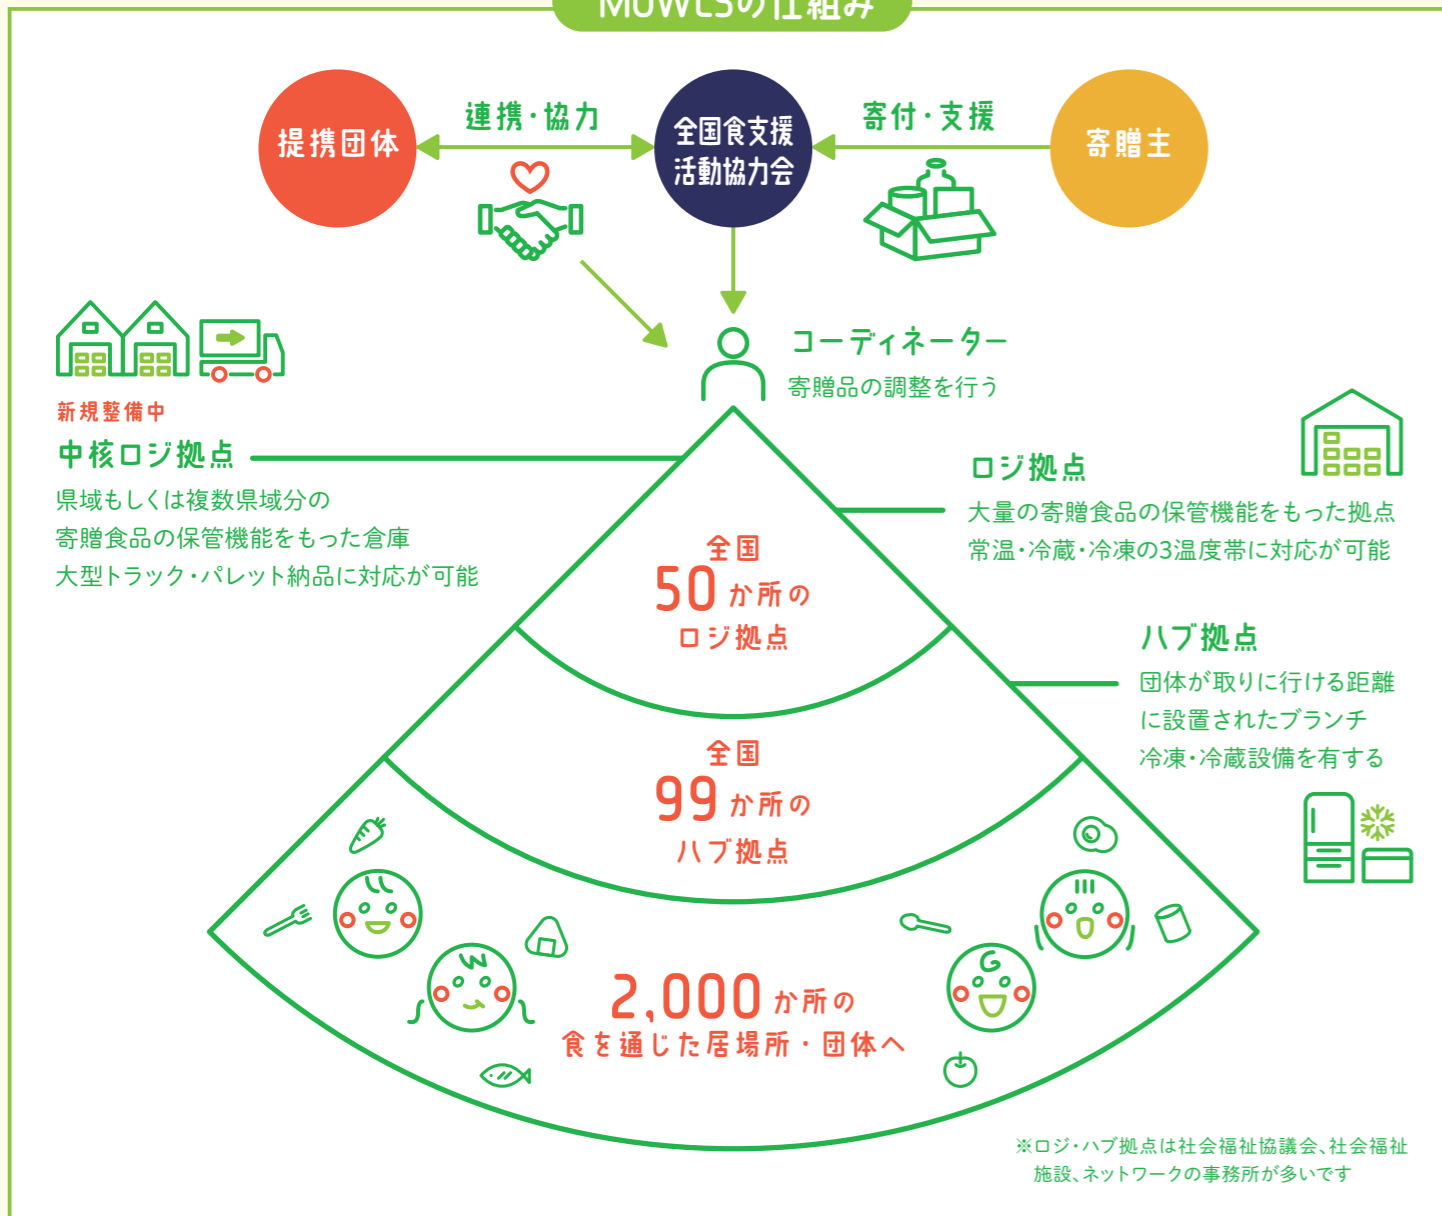 MOWLSの仕組み
提携団体
連携・協力
全国食支援
活動協力会
寄付・支援
寄贈主
コーディネーター
寄贈品の調整を行う
新規整備中
中核ロジ拠点
県域もしくは複数県域分の
寄贈食品の保管機能をもった倉庫
大型トラック・パレット納品に対応が可能
ロジ拠点
大量の寄贈食品の保管機能をもった拠点
常温・冷蔵・冷凍の3温度帯に対応が可能
全国
50か所の
ロジ拠点
ハブ拠点
団体が取りに行ける距離
に設置されたブランチ
冷凍・冷蔵設備を有する
全国
99か所の
ハブ拠点
2,000か所の
食を通じた居場所・団体へ
※ロジ・ハブ拠点は社会福祉協議会、社会福祉
施設、ネットワークの事務所が多いです